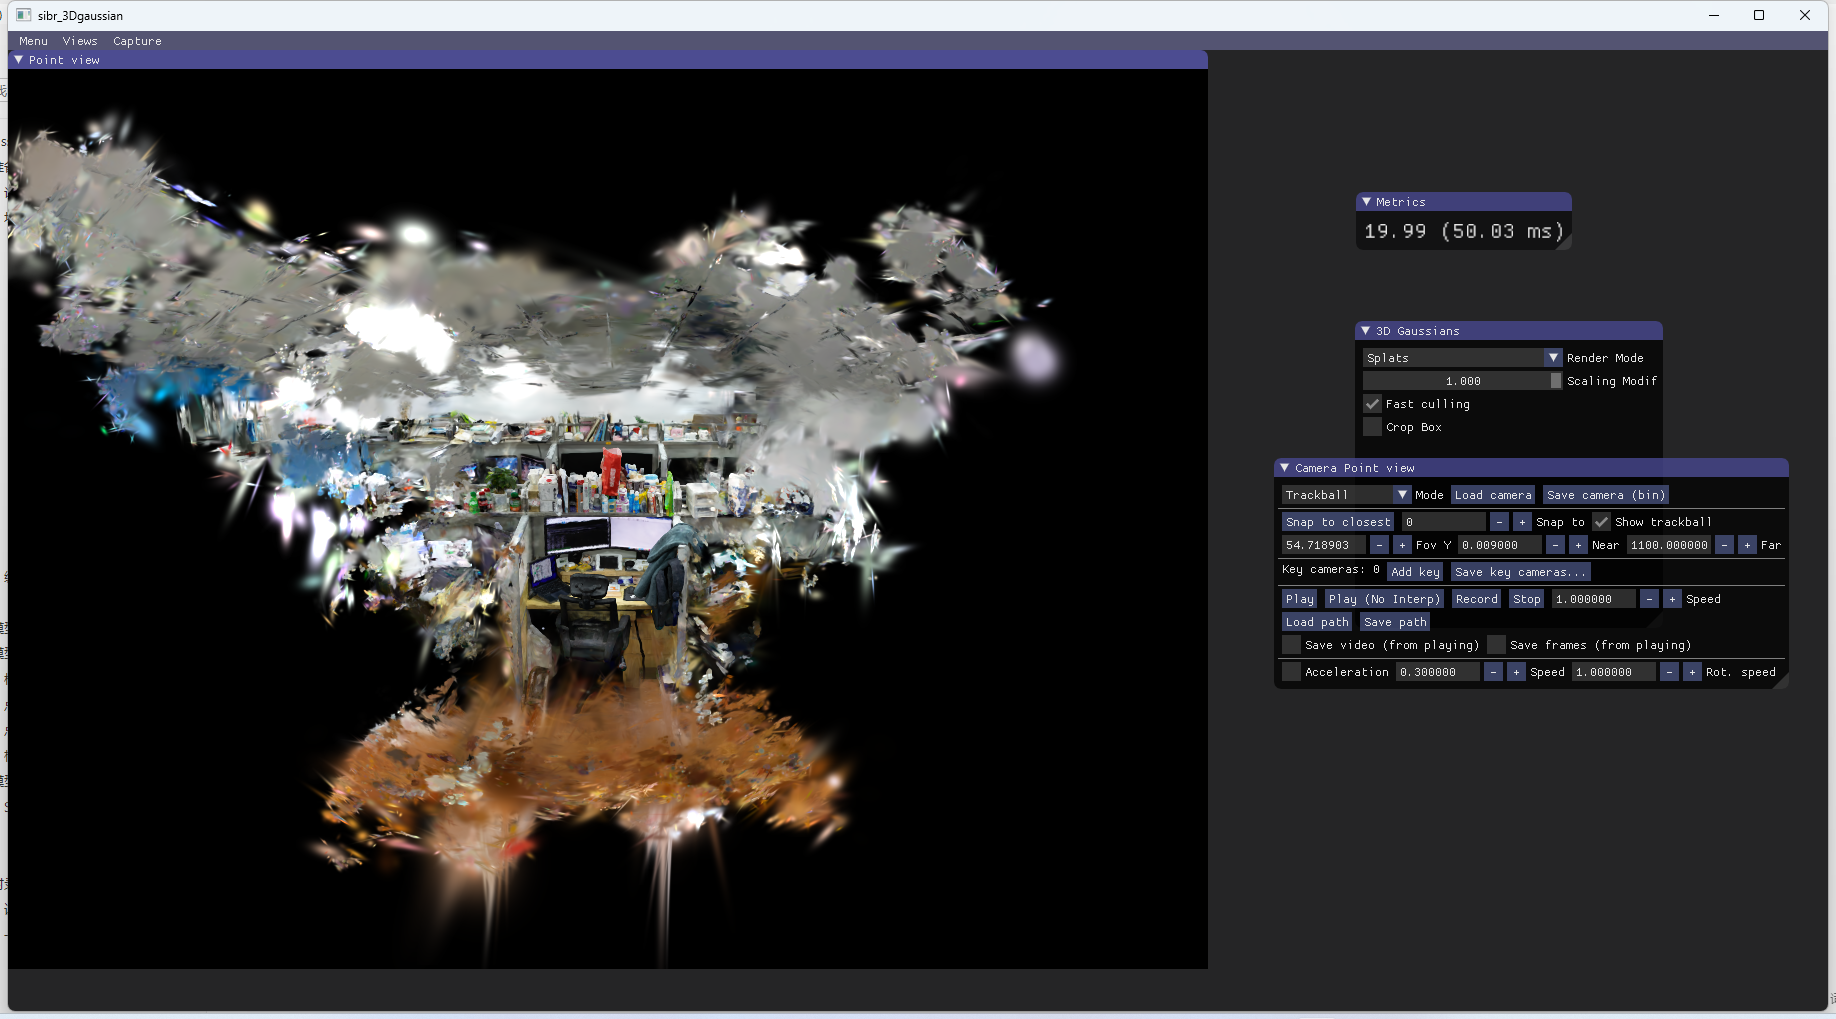 sibr_3Dgaussian
Menu Views Capture
Point view
Metrics
19.99 (50.03 ms)
3D Gaussians
Splats Render Mode
1.000 Scaling Modif
Fast culling
Crop Box
Camera Point view
Trackball Mode Load camera Save camera (bin)
Snap to closest 0 - + Snap to Show trackball
54.718903 - + Fov Y 0.009000 - + Near 1100.000000 - + Far
Key cameras: 0 Add key Save key cameras...
Play Play (No Interp) Record Stop 1.000000 - + Speed
Load path Save path
Save video (from playing) Save frames (from playing)
Acceleration 0.300000 - + Speed 1.000000 - + Rot. speed